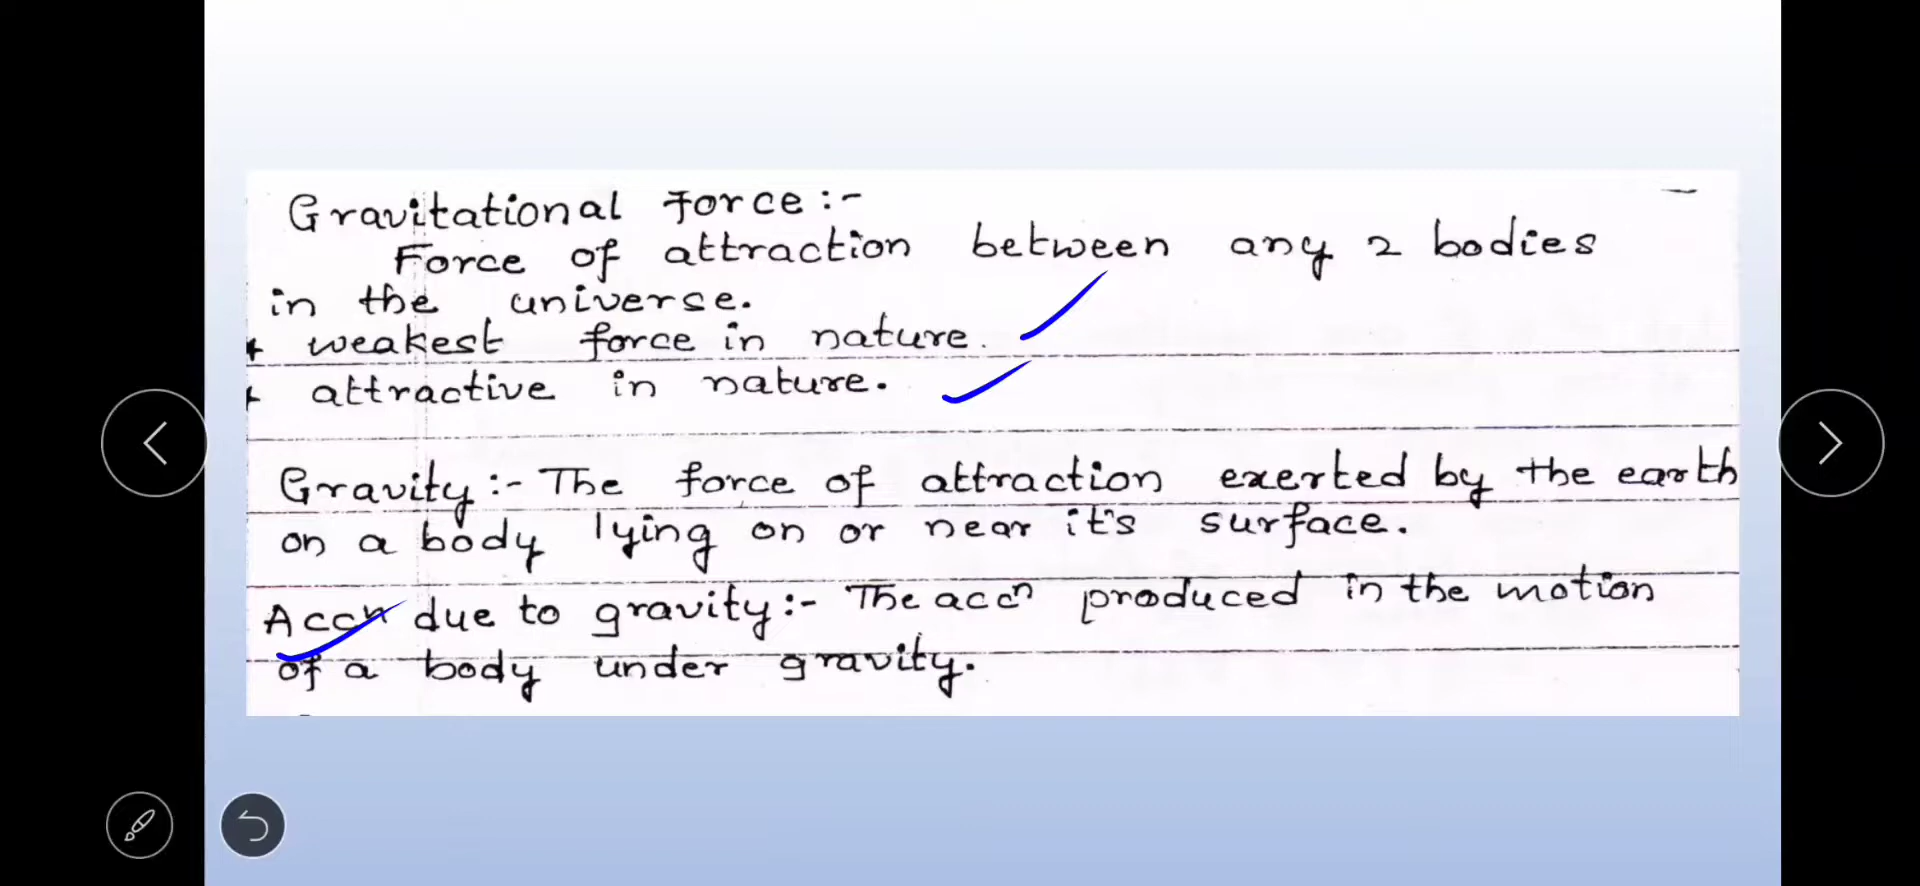 Gravitational Force :-
Force of attraction between any 2 bodies
in the universe.
* weakest force in nature.
* attractive in nature.
Gravity :- The force of attraction exerted by the earth
on a body lying on or near it's surface.
Accn due to gravity :- The accn produced in the motion
of a body under gravity.